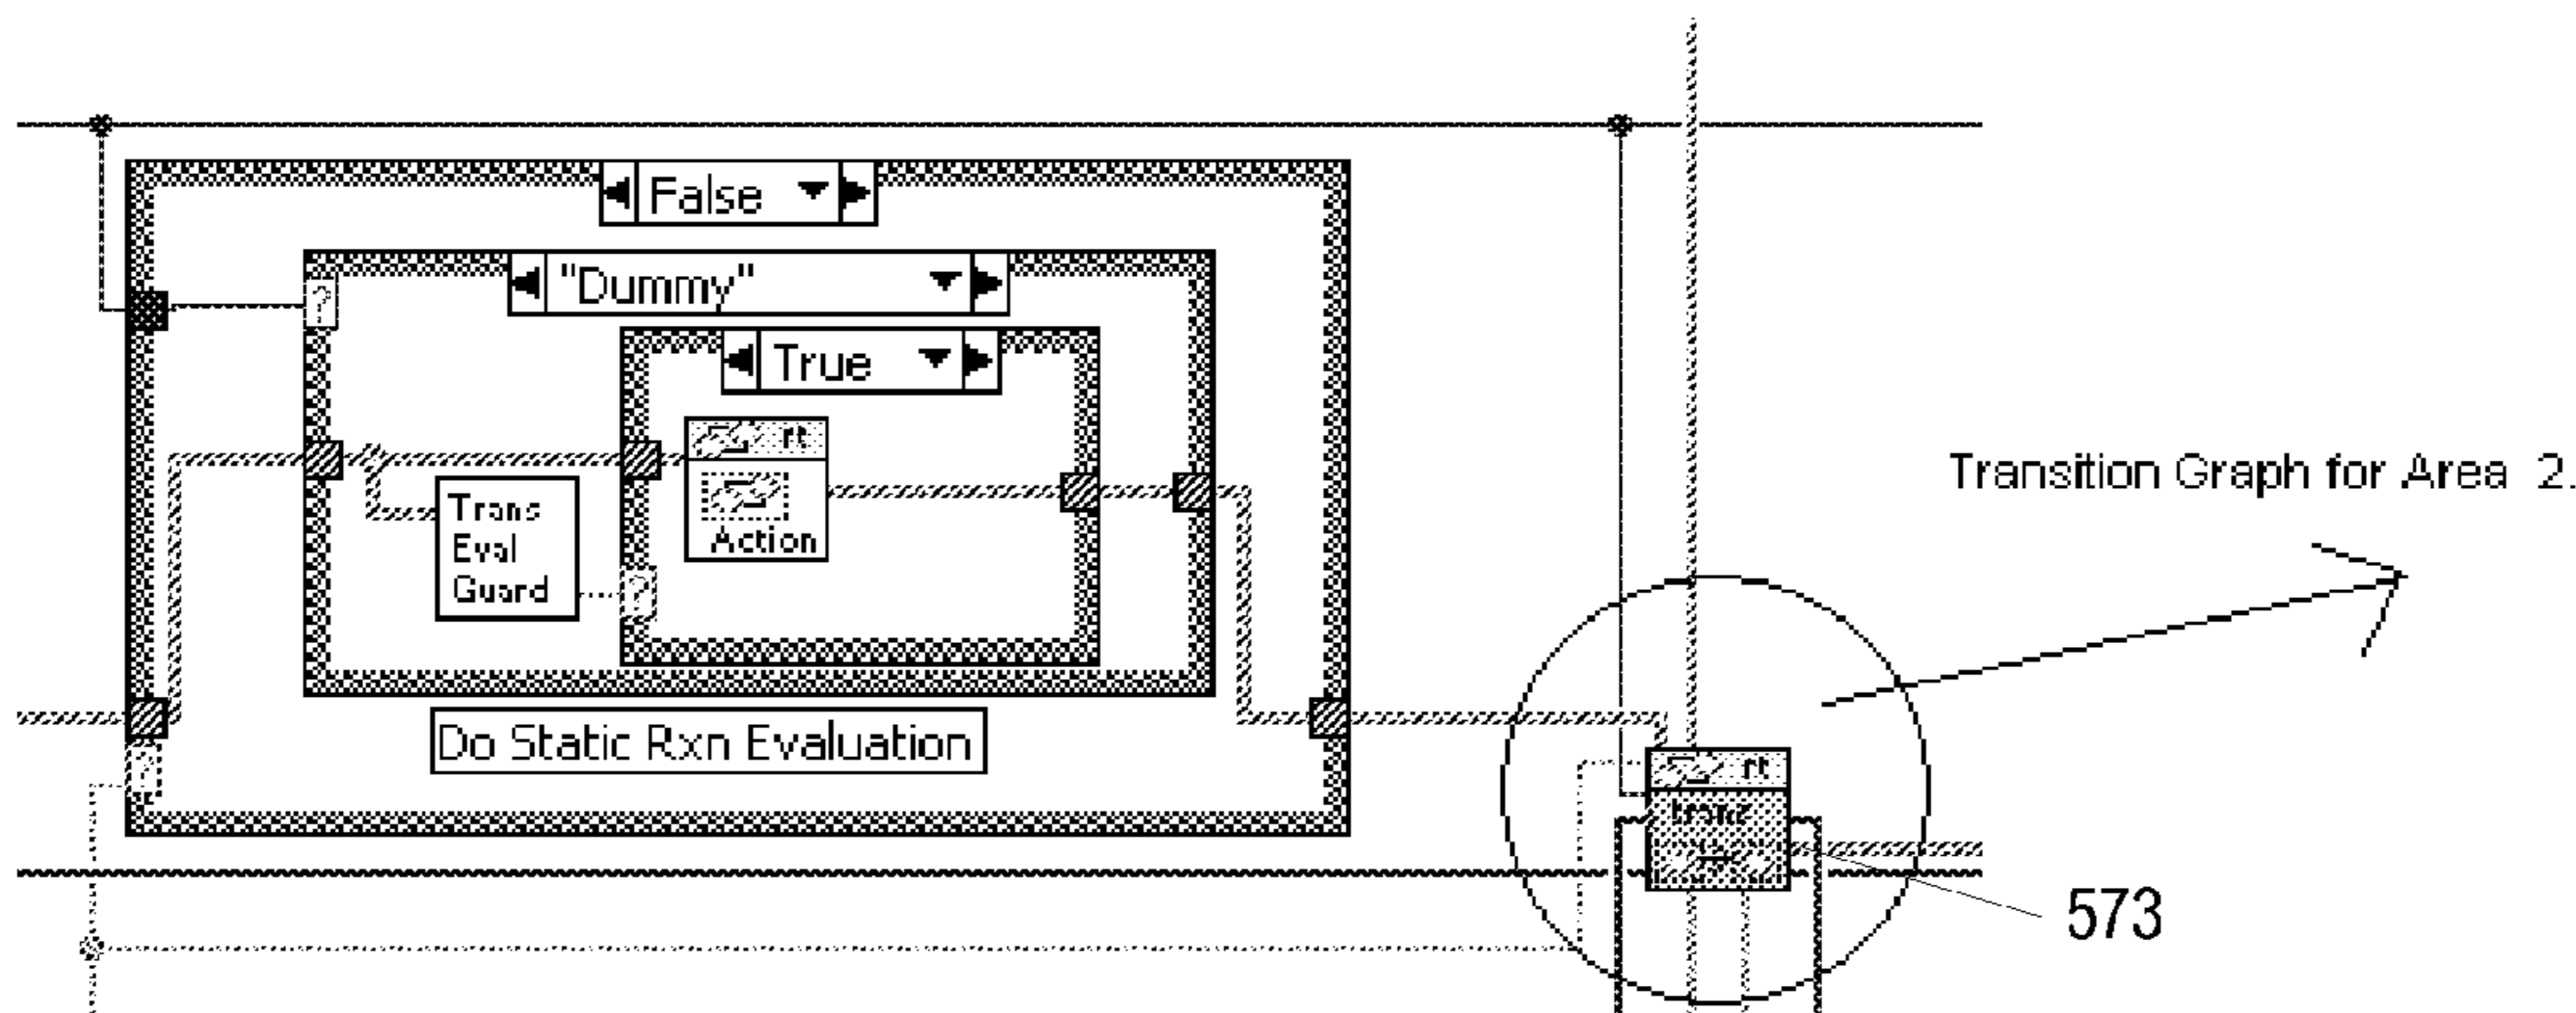 False
"Dummy"
True
rt
Trans
Eval
Guard
Action
Transition Graph for Area 2.
Do Static Rxn Evaluation
rt
573